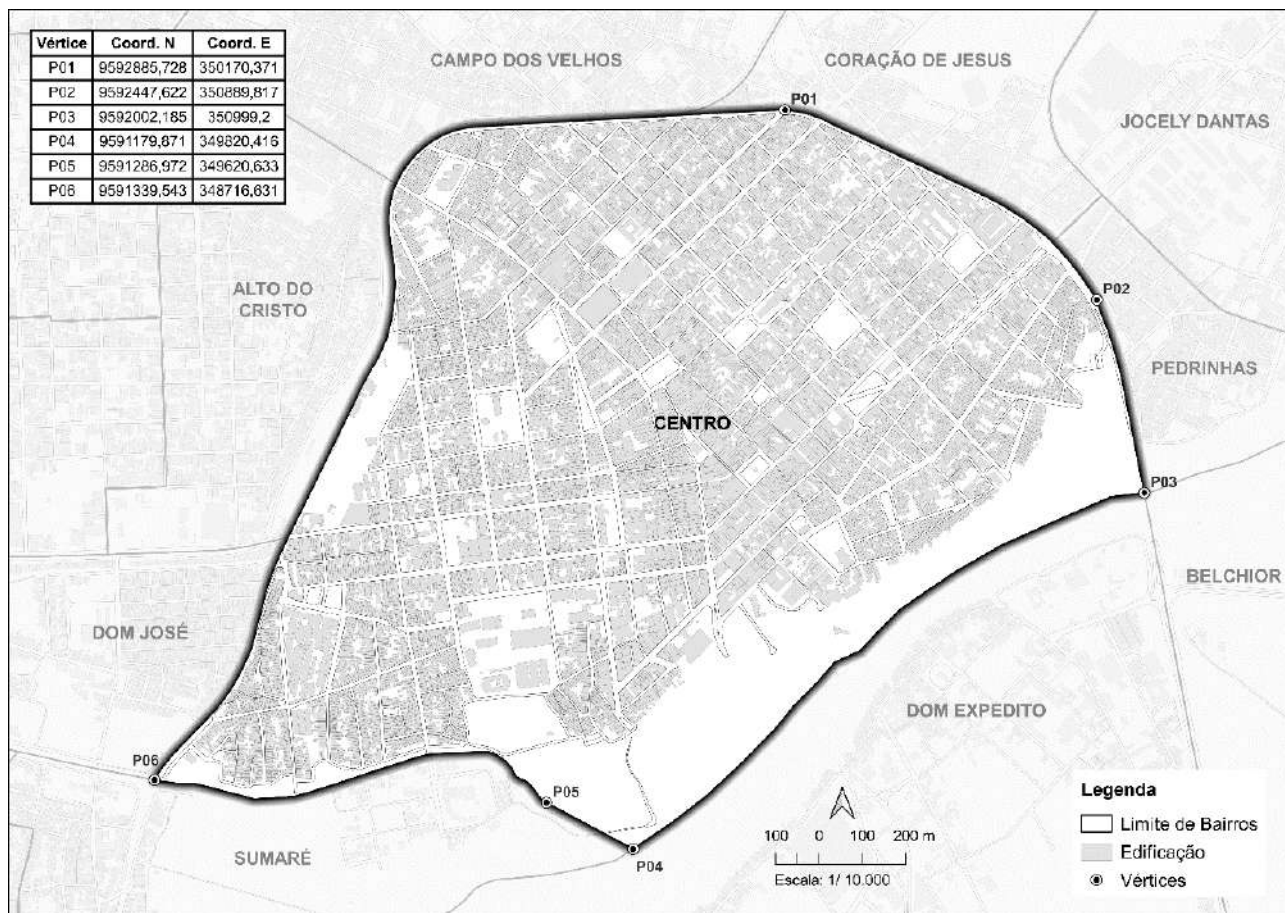 Vértice Coord. N Coord. E
P01 9592885,728 350170,371
P02 9592447,622 350889,817
P03 9592002,185 350999,2
P04 9591179,871 349820,416
P05 9591286,972 349620,633
P06 9591339,543 348716,631
CAMPO DOS VELHOS
CORAÇÃO DE JESUS
P01
JOCELY DANTAS
ALTO DO
CRISTO
P02
PEDRINHAS
CENTRO
P03
BELCHIOR
DOM JOSÉ
DOM EXPEDITO
P06
P05
SUMARÉ
P04
100 0 100 200 m
Escala: 1/ 10.000
Legenda
Limite de Bairros
Edificação
Vértices